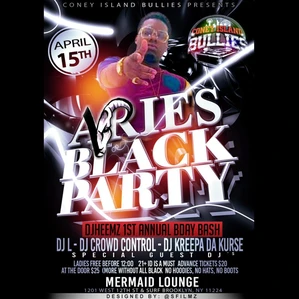 CONEY ISLAND BULLIES PRESENTS
CONEY ISLAND
BULLIES
APRIL
15TH
ARIES
BLACK
PARTY
DJHEEMZ 1ST ANNUAL BDAY BASH
DJ L - DJ CROWD CONTROL - DJ KREEPA DA KURSE
SPECIAL GUEST DJ'S
LADIES FREE BEFORE 12:00 27+ ID IS A MUST ADVANCE TICKETS $20
AT THE DOOR $25 (MORE WITHOUT ALL BLACK NO HOODIES, NO HATS, NO BOOTS
MERMAID LOUNGE
1201 WEST 12TH ST & SURF BROOKLYN, NY 11224
DESIGNED BY: @SFILMZ